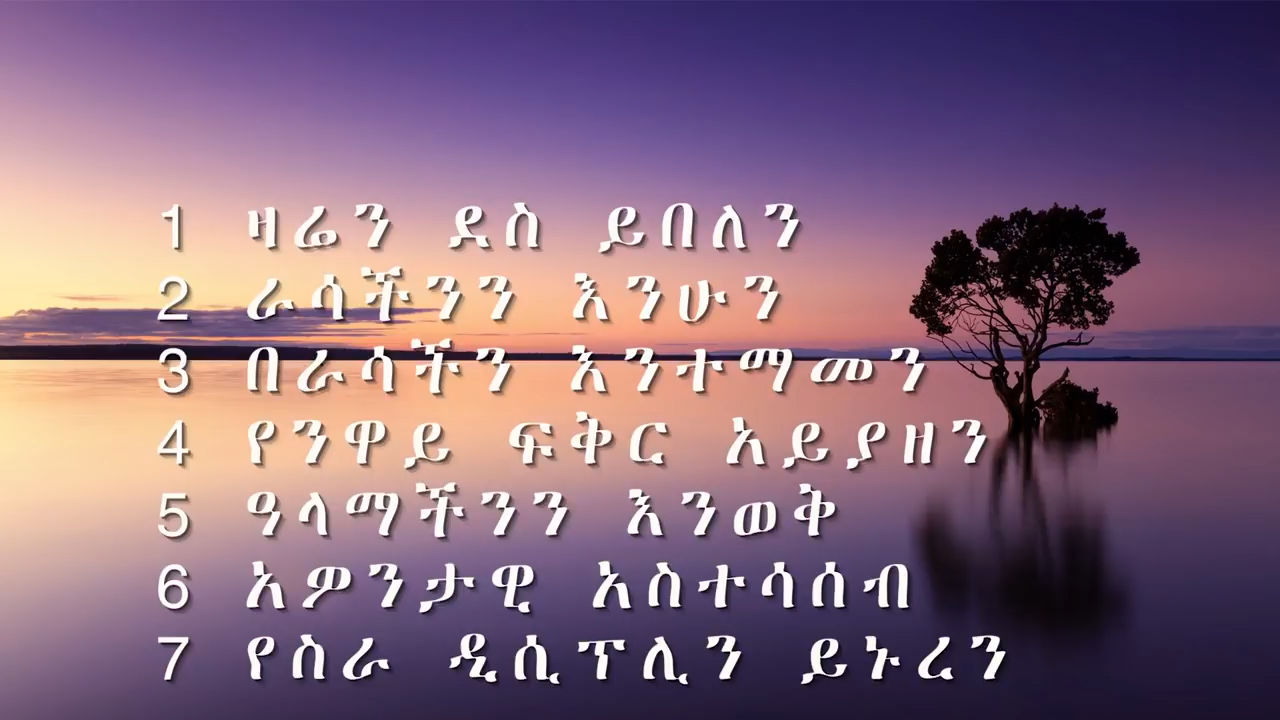 1 ዛሬን ደስ ይበለን
2 ራሳችንን እንሁን
3 በራሳችን እንተማመን
4 የንዋይ ፍቅር አይያዘን
5 ዓላማችንን እንወቅ
6 አዎንታዊ አስተሳሰብ
7 የስራ ዲሲፕሊን ይኑረን